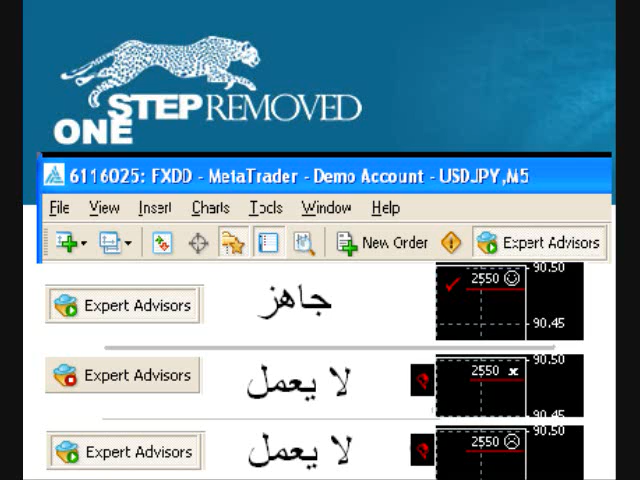 STEP REMOVED
ONE
6116025: FXDD - MetaTrader - Demo Account - USDJPY,M5
File View Insert Charts Tools Window Help
New Order Expert Advisors
90.50
Expert Advisors جاهز 2550
90.45
90.50
Expert Advisors لا يعمل 2550 x
90.45
90.50
Expert Advisors لا يعمل 2550